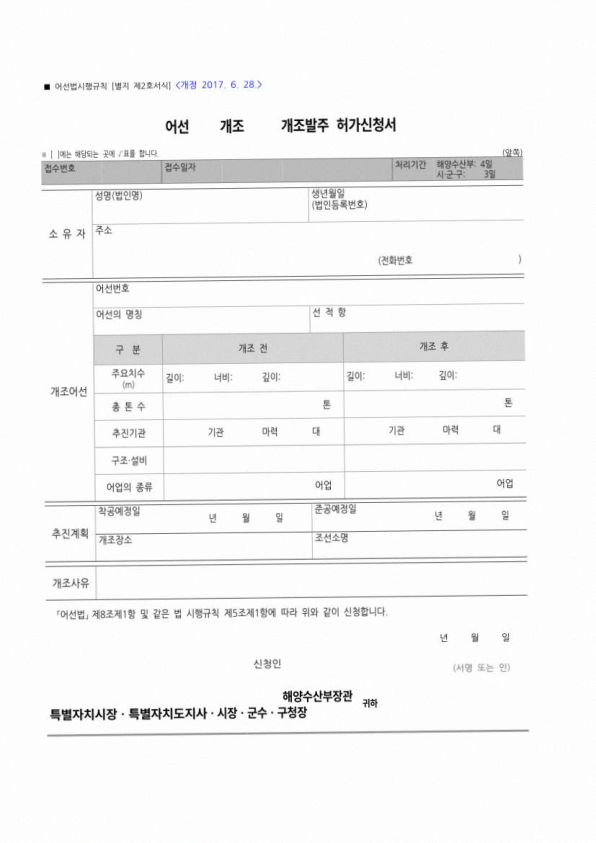 ■ 어선법시행규칙 [별지 제2호서식] <개정 2017. 6. 28.>
어선 개조 개조발주 허가신청서
※ [ ]에는 해당되는 곳에 √표를 합니다.
(앞쪽)
접수번호 접수일자 처리기간 해양수산부: 4일
시·군·구: 3일
소 유 자
성명(법인명) 생년월일
(법인등록번호)
주소
(전화번호 )
개조어선
어선번호
어선의 명칭 선 적 항
구 분 개조 전 개조 후
주요치수
(m)
길이: 너비: 깊이: 길이: 너비: 깊이:
총 톤 수 톤 톤
추진기관 기관 마력 대 기관 마력 대
구조·설비
어업의 종류 어업 어업
추진계획
착공예정일 년 월 일 준공예정일 년 월 일
개조장소 조선소명
개조사유
「어선법」 제8조제1항 및 같은 법 시행규칙 제5조제1항에 따라 위와 같이 신청합니다.
년 월 일
신청인 (서명 또는 인)
해양수산부장관
특별자치시장 · 특별자치도지사 · 시장 · 군수 · 구청장 귀하